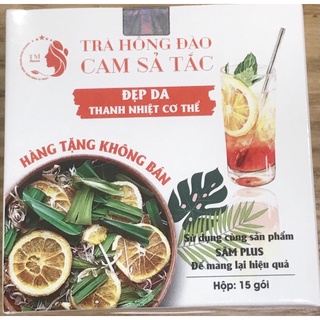 TM
TRÀ HỒNG ĐÀO
CAM SẢ TẮC
ĐẸP DA
THANH NHIỆT CƠ THỂ
HÀNG TẶNG KHÔNG BÁN
Sử dụng cùng sản phẩm
SÂM PLUS
Để mang lại hiệu quả
Hộp: 15 gói